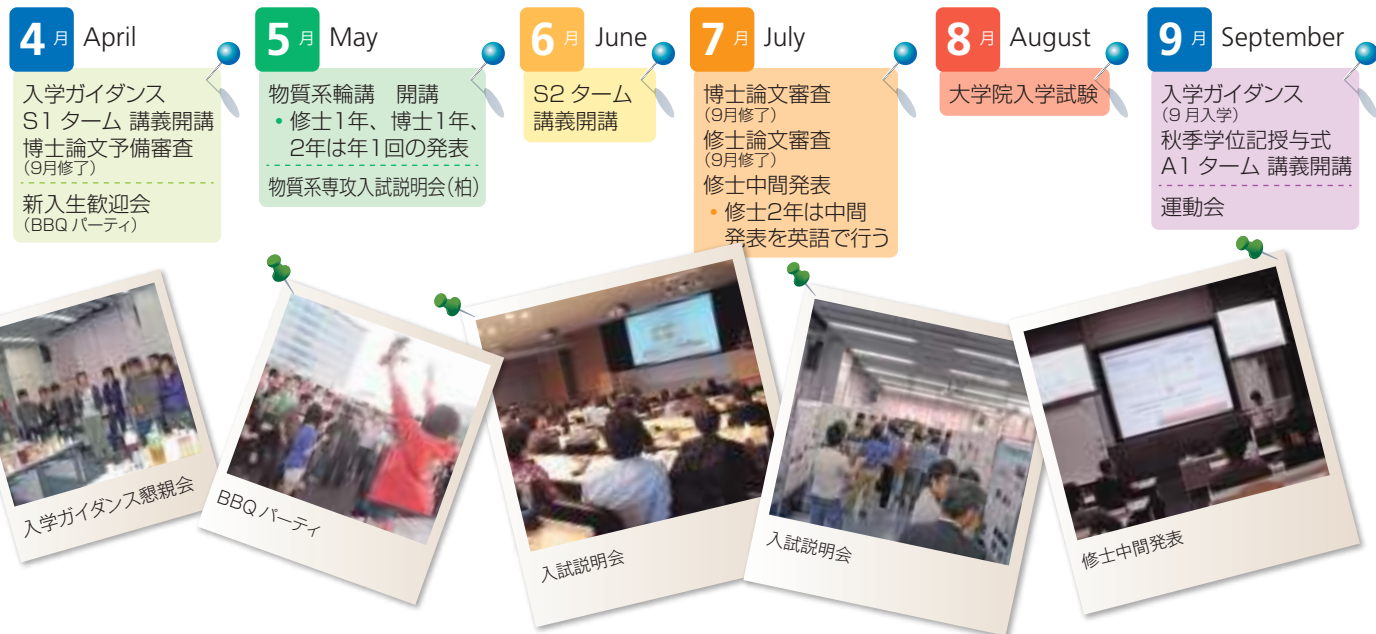 4月 April
入学ガイダンス
S1 ターム 講義開講
博士論文予備審査
(9月修了)
新入生歓迎会
(BBQ パーティ)
5月 May
物質系輪講　開講
・修士1年、博士1年、
2年は年1回の発表
物質系専攻入試説明会(柏)
6月 June
S2 ターム
講義開講
7月 July
博士論文審査
(9月修了)
修士論文審査
(9月修了)
修士中間発表
・修士2年は中間
発表を英語で行う
8月 August
大学院入学試験
9月 September
入学ガイダンス
(9 月入学)
秋季学位記授与式
A1 ターム 講義開講
運動会
入学ガイダンス懇親会
BBQ パーティ
入試説明会
入試説明会
修士中間発表